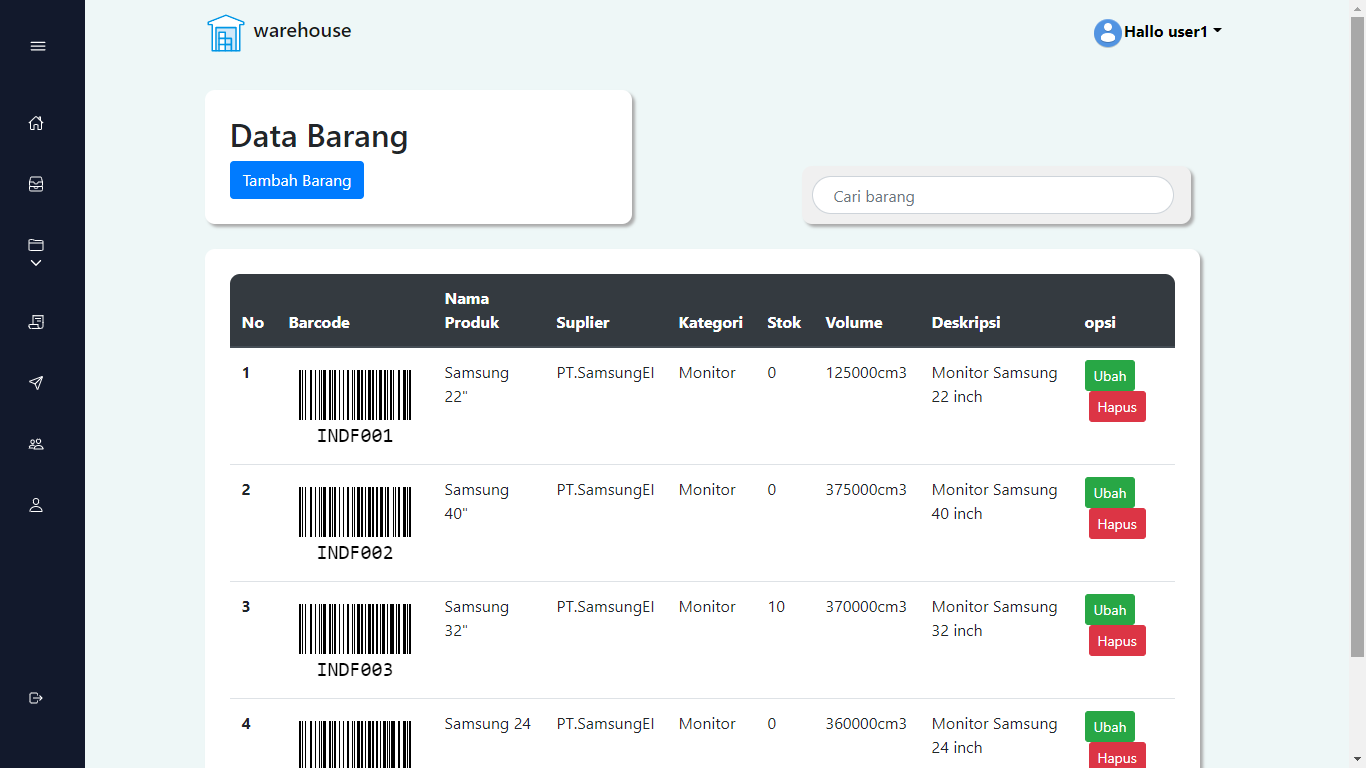 warehouse
Hallo user1
Data Barang
Tambah Barang
Cari barang
No Barcode Nama Produk Suplier Kategori Stok Volume Deskripsi opsi
1 Samsung 22" PT.SamsungEl Monitor 0 125000cm3 Monitor Samsung 22 inch Ubah Hapus
INDF001
2 Samsung 40" PT.SamsungEl Monitor 0 375000cm3 Monitor Samsung 40 inch Ubah Hapus
INDF002
3 Samsung 32" PT.SamsungEl Monitor 10 370000cm3 Monitor Samsung 32 inch Ubah Hapus
INDF003
4 Samsung 24 PT.SamsungEl Monitor 0 360000cm3 Monitor Samsung 24 inch Ubah Hapus